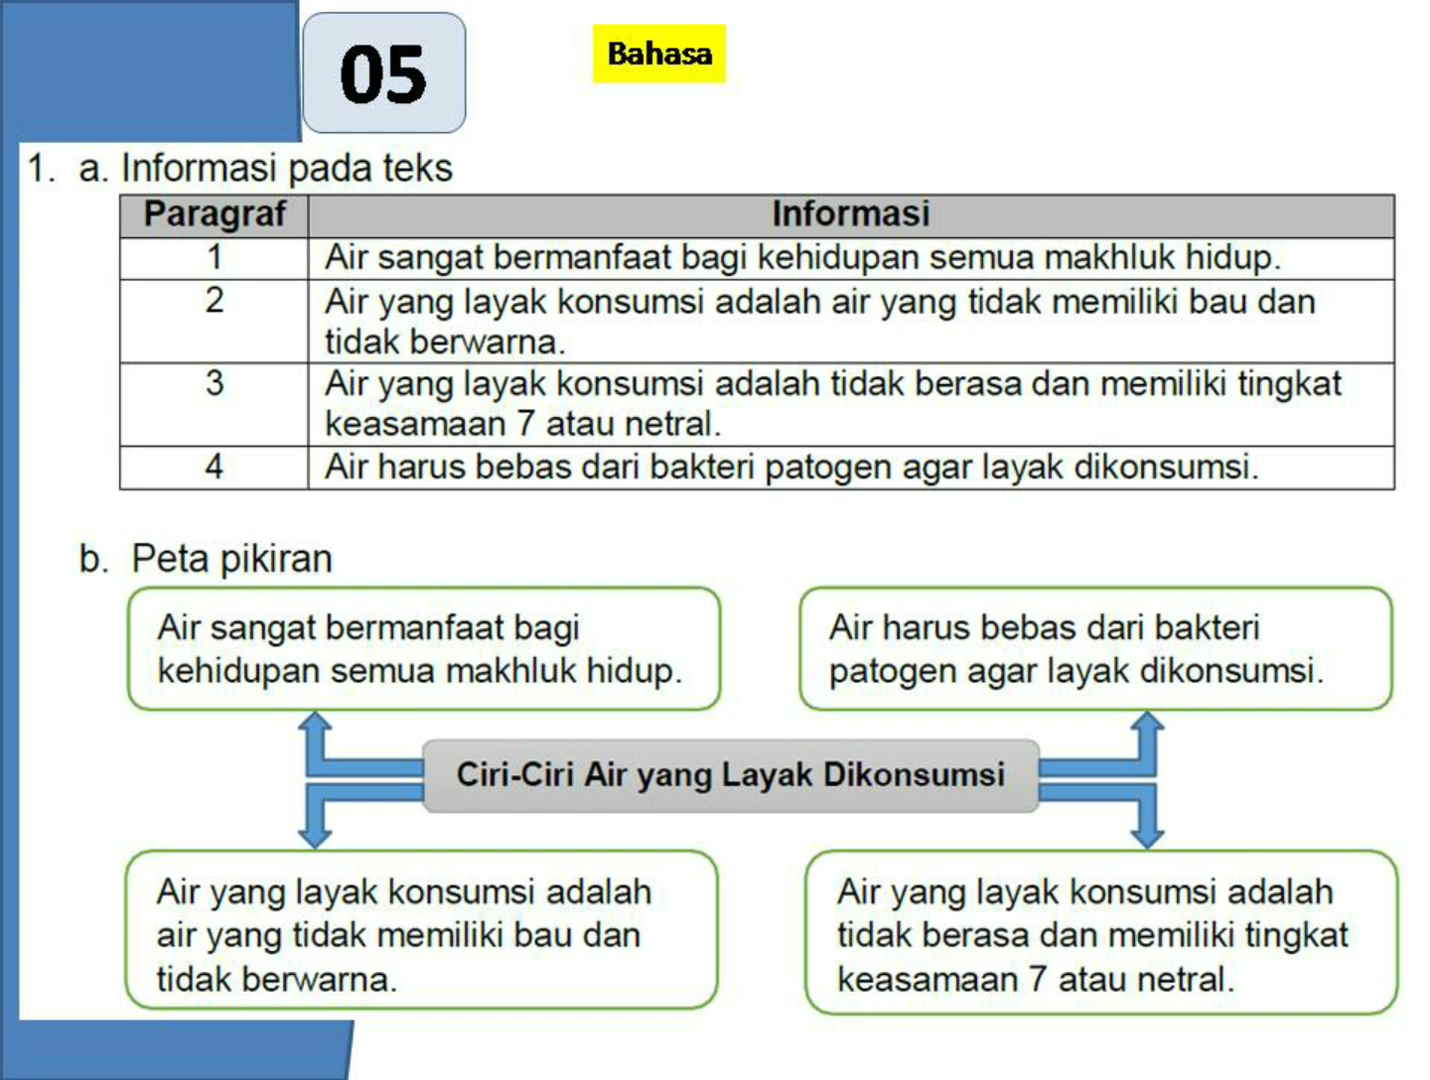 05
Bahasa
1. a. Informasi pada teks
Paragraf Informasi
1 Air sangat bermanfaat bagi kehidupan semua makhluk hidup.
2 Air yang layak konsumsi adalah air yang tidak memiliki bau dan
tidak berwarna.
3 Air yang layak konsumsi adalah tidak berasa dan memiliki tingkat
keasamaan 7 atau netral.
4 Air harus bebas dari bakteri patogen agar layak dikonsumsi.
b. Peta pikiran
Air sangat bermanfaat bagi
kehidupan semua makhluk hidup.
Air harus bebas dari bakteri
patogen agar layak dikonsumsi.
Ciri-Ciri Air yang Layak Dikonsumsi
Air yang layak konsumsi adalah
air yang tidak memiliki bau dan
tidak berwarna.
Air yang layak konsumsi adalah
tidak berasa dan memiliki tingkat
keasamaan 7 atau netral.